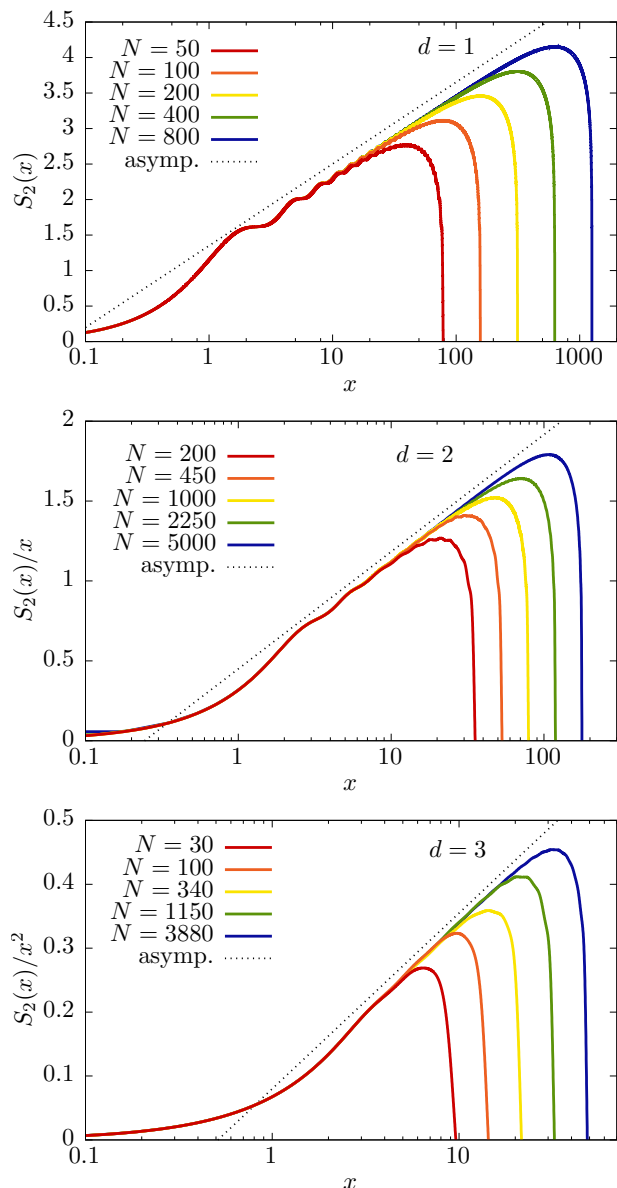 4.5
4
3.5
3
2.5
2
1.5
1
0.5
0
S₂(x)
N = 50
N = 100
N = 200
N = 400
N = 800
asymp.
d = 1
0.1 1 10 100 1000
x
2
1.5
1
0.5
0
S₂(x)/x
N = 200
N = 450
N = 1000
N = 2250
N = 5000
asymp.
d = 2
0.1 1 10 100
x
0.5
0.4
0.3
0.2
0.1
0
S₂(x)/x²
N = 30
N = 100
N = 340
N = 1150
N = 3880
asymp.
d = 3
0.1 1 10
x